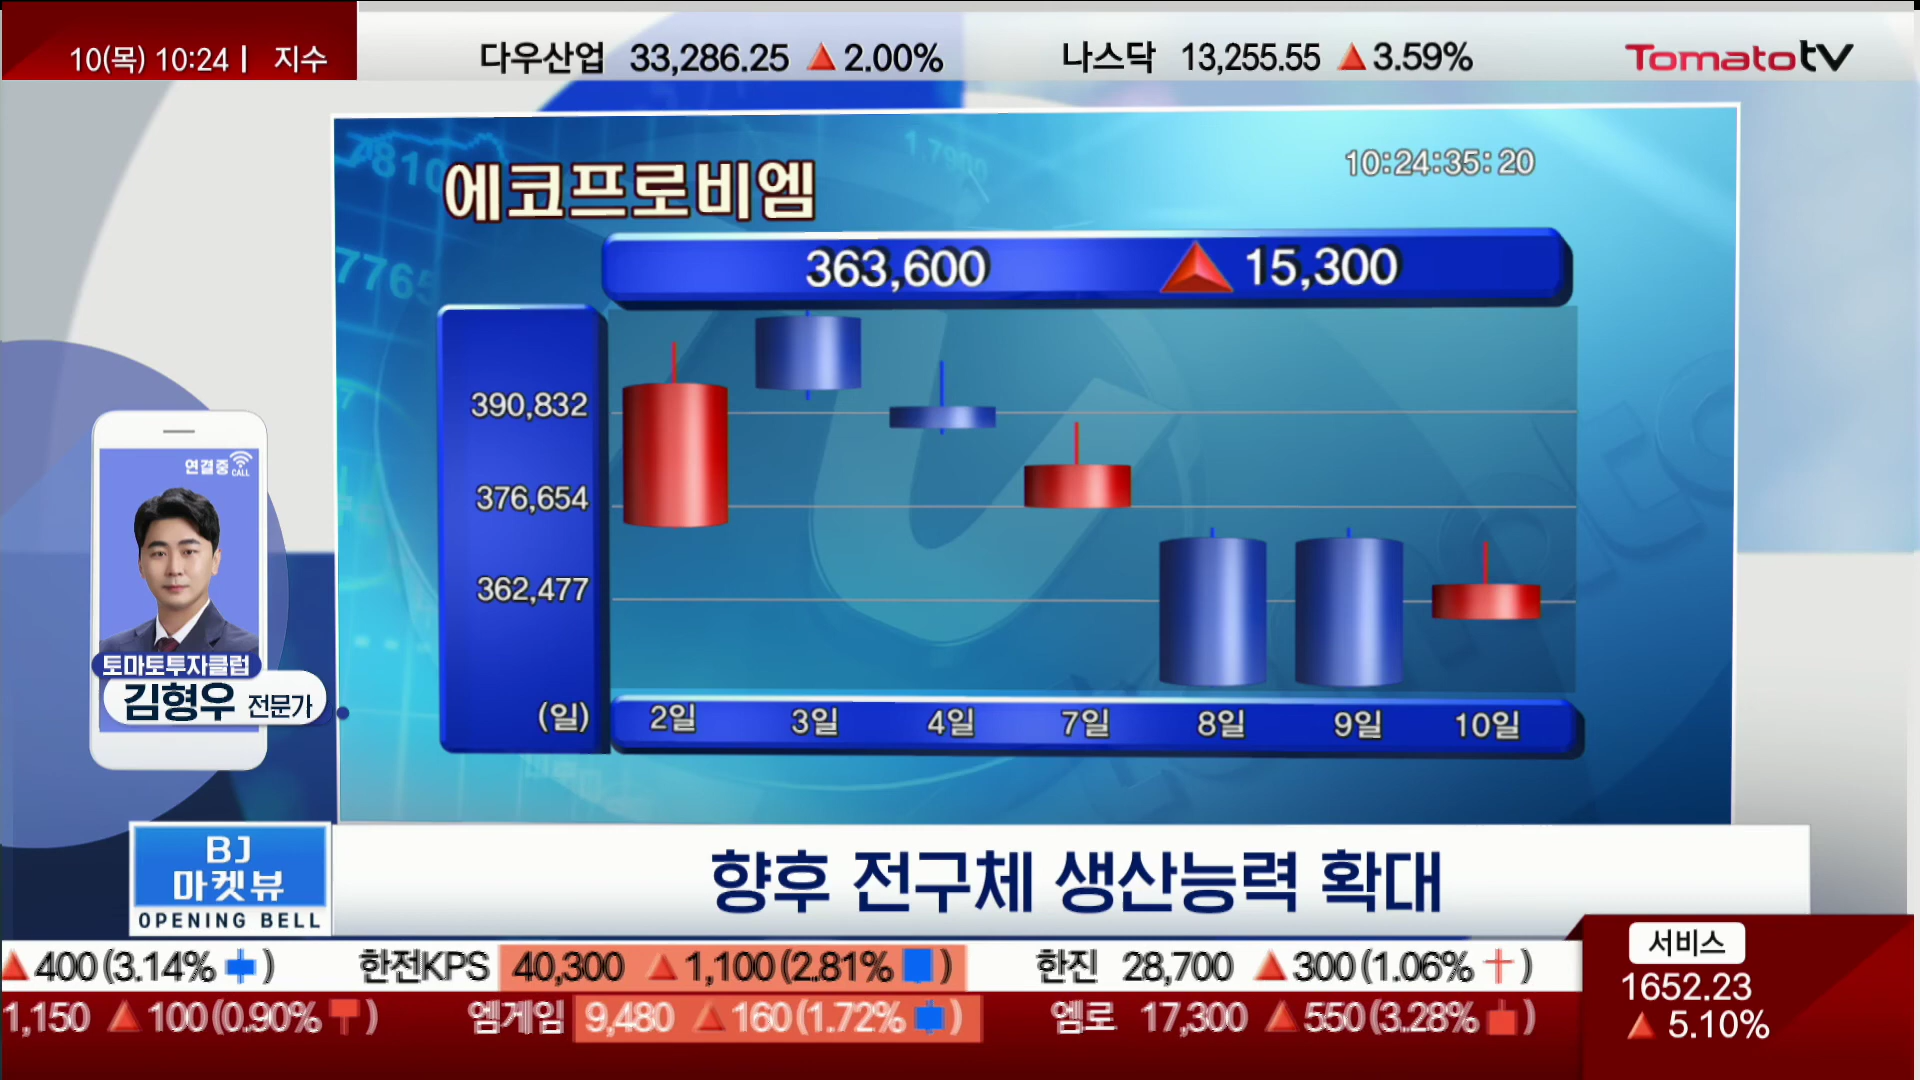 10(목) 10:24 | 지수
다우산업 33,286.25 ▲ 2.00%
나스닥 13,255.55 ▲ 3.59%
Tomatotv
에코프로비엠
10:24:35:20
363,600 ▲ 15,300
390,832
376,654
362,477
(일) 2일 3일 4일 7일 8일 9일 10일
연결중
CALL
토마토투자클럽
김형우 전문가
BJ
마켓뷰
OPENING BELL
향후 전구체 생산능력 확대
▲ 400 (3.14% ) 한전KPS 40,300 ▲ 1,100 (2.81% ) 한진 28,700 ▲ 300 (1.06% )
1,150 ▲ 100 (0.90% ) 엠게임 9,480 ▲ 160 (1.72% ) 엠로 17,300 ▲ 550 (3.28% )
서비스
1652.23
▲ 5.10%